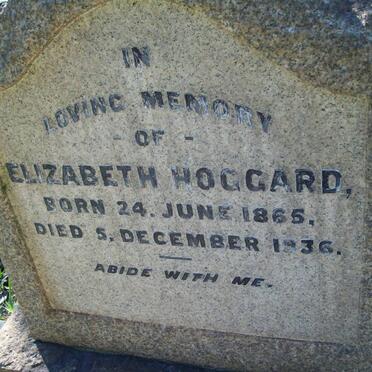 IN
LOVING MEMORY
- OF -
ELIZABETH HOGGARD,
BORN 24. JUNE 1865,
DIED 5. DECEMBER 1936.
ABIDE WITH ME.